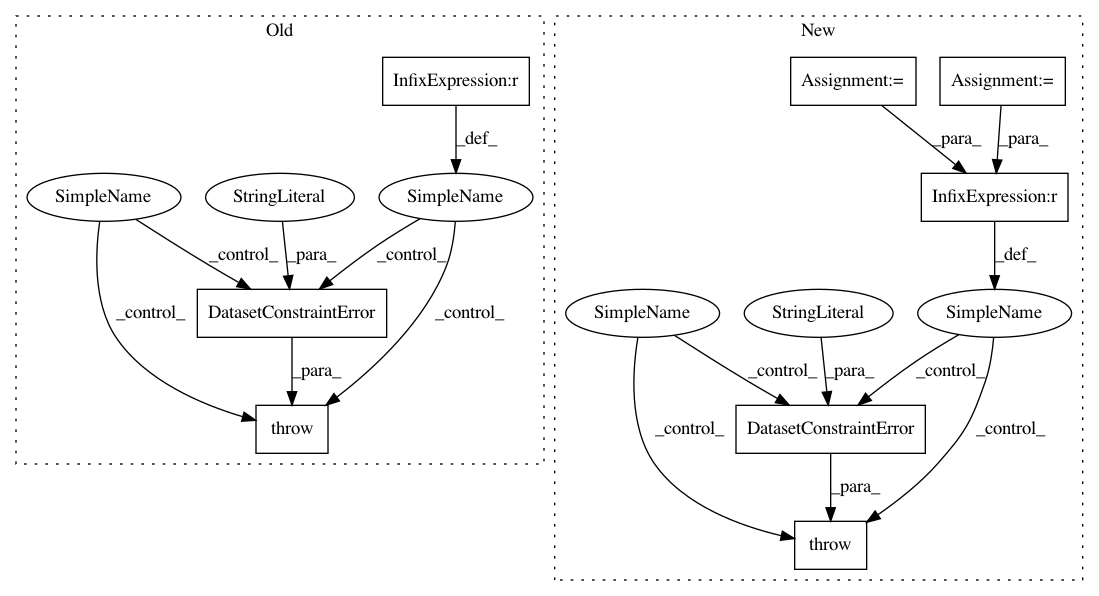 Old
New
InfixExpression:r
Assignment:=
Assignment:=
_def_
_para_
_para_
SimpleName
StringLiteral
SimpleName
InfixExpression:r
_control_
_para_
_control_
_def_
DatasetConstraintError
_control_
_control_
SimpleName
StringLiteral
SimpleName
_para_
_control_
_para_
_control_
throw
DatasetConstraintError
_control_
_control_
_para_
throw